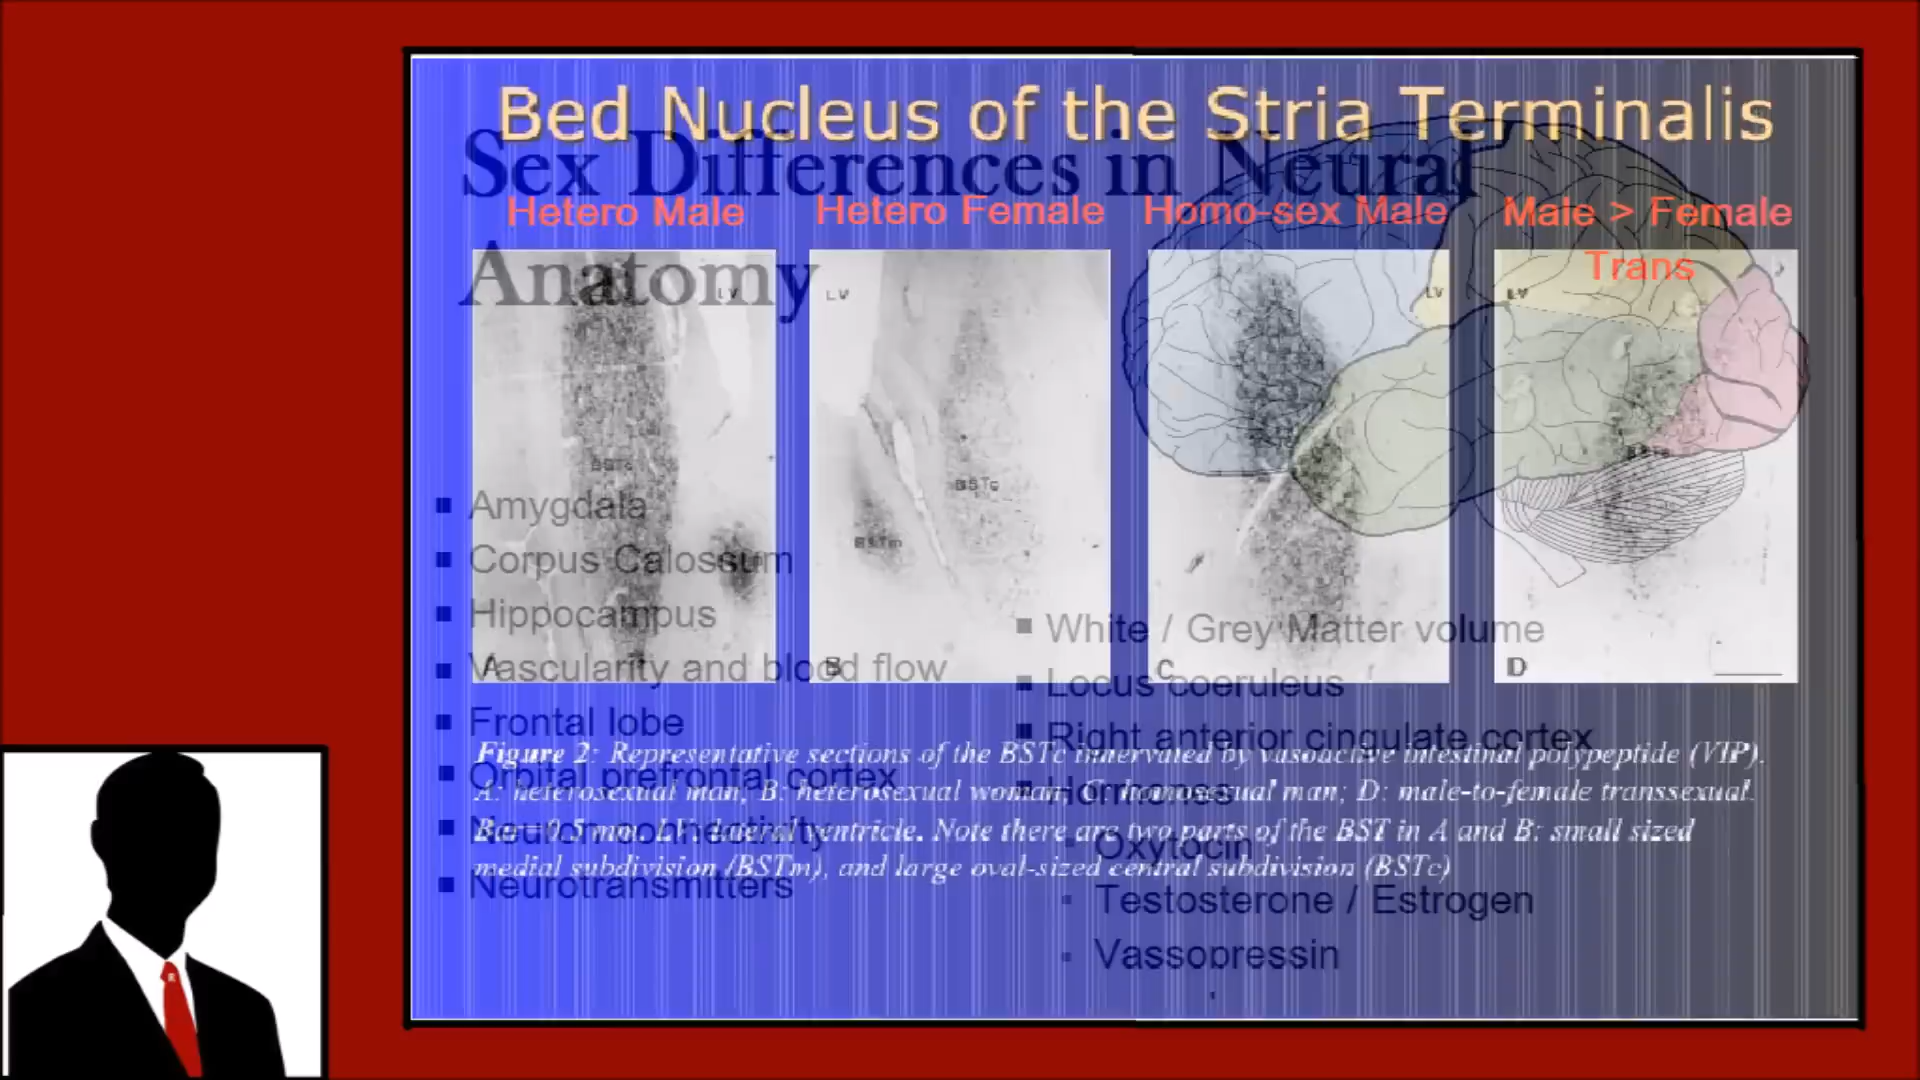 Bed Nucleus of the Stria Terminalis
Sex Differences in Neural
Anatomy
Hetero Male
Hetero Female
Homo-sex Male
Male > Female
Trans
LV
LV
LV
LV
BSTc
BSTm
BSTc
BSTc
A
B
C
D
Amygdala
Corpus Calossum
Hippocampus
Vascularity and blood flow
Frontal lobe
Orbital prefrontal cortex
Neuron connectivity
Neurotransmitters
White / Grey Matter volume
Locus coeruleus
Right anterior cingulate cortex
Hormones
Oxytocin
Testosterone / Estrogen
Vassopressin
Figure 2: Representative sections of the BSTc innervated by vasoactive intestinal polypeptide (VIP).
A: heterosexual man; B: heterosexual woman; C: homosexual man; D: male-to-female transsexual.
Bar=0.5 mm. LV: lateral ventricle. Note there are two parts of the BST in A and B: small sized
medial subdivision (BSTm), and large oval-sized central subdivision (BSTc)